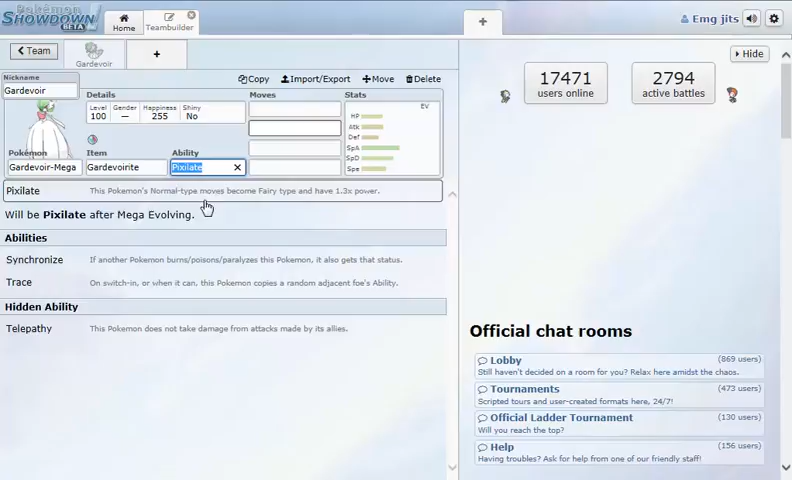 Pokémon
SHOWDOWN
BETA
Home
Teambuilder
+
Emg jits
< Team
Gardevoir
+
Hide
Nickname
Gardevoir
Copy
Import/Export
Move
Delete
Details
Moves
Stats
Level
Gender
Happiness
Shiny
100
—
255
No
EV
HP
Atk
Def
SpA
SpD
Spe
Pokémon
Item
Ability
Gardevoir-Mega
Gardevoirite
Pixilate
17471
users online
2794
active battles
Pixilate
This Pokemon's Normal-type moves become Fairy type and have 1.3x power.
Will be Pixilate after Mega Evolving.
Abilities
Synchronize
If another Pokemon burns/poisons/paralyzes this Pokemon, it also gets that status.
Trace
On switch-in, or when it can, this Pokemon copies a random adjacent foe's Ability.
Hidden Ability
Telepathy
This Pokemon does not take damage from attacks made by its allies.
Official chat rooms
Lobby
(869 users)
Still haven't decided on a room for you? Relax here amidst the chaos.
Tournaments
(473 users)
Scripted tours and user-created formats here, 24/7!
Official Ladder Tournament
(130 users)
Will you reach the top?
Help
(156 users)
Having troubles? Ask for help from one of our friendly staff!